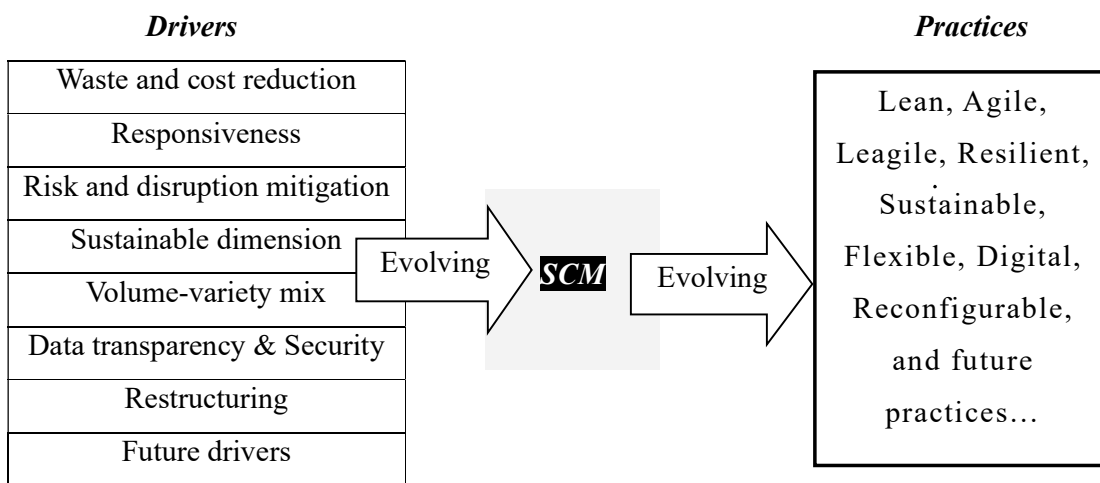 Drivers
Waste and cost reduction
Responsiveness
Risk and disruption mitigation
Sustainable dimension
Volume-variety mix
Data transparency & Security
Restructuring
Future drivers
Evolving
SCM
Evolving
Practices
Lean, Agile,
Leagile, Resilient,
Sustainable,
Flexible, Digital,
Reconfigurable,
and future
practices…